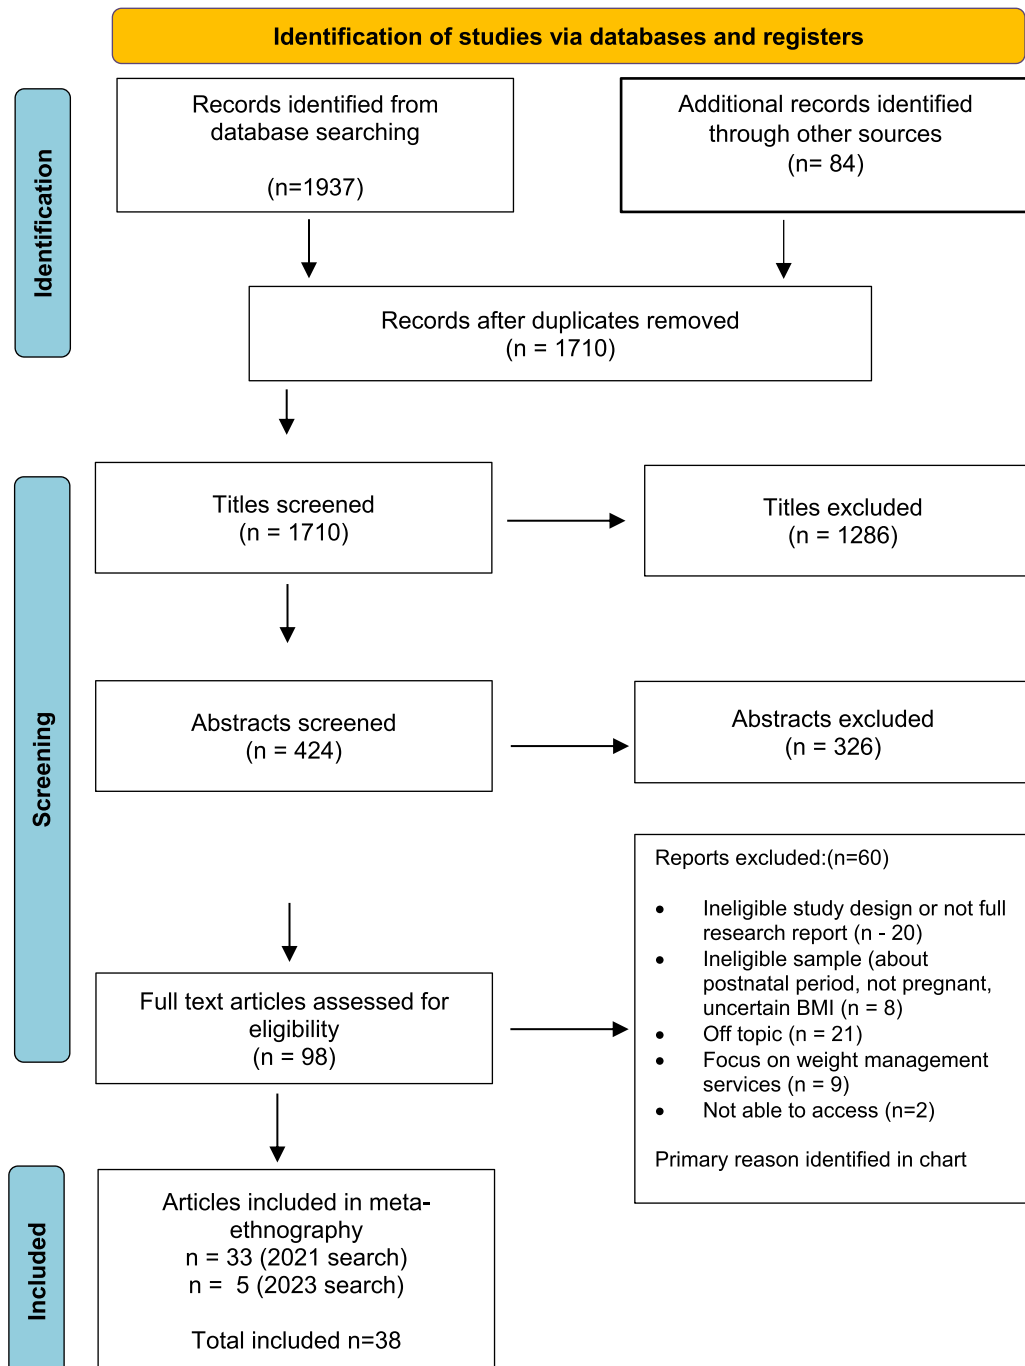 Identification of studies via databases and registers
Identification
Records identified from
database searching
(n=1937)
Additional records identified
through other sources
(n= 84)
Records after duplicates removed
(n = 1710)
Screening
Titles screened
(n = 1710)
Titles excluded
(n = 1286)
Abstracts screened
(n = 424)
Abstracts excluded
(n = 326)
Full text articles assessed for
eligibility
(n = 98)
Reports excluded:(n=60)
• Ineligible study design or not full
research report (n - 20)
• Ineligible sample (about
postnatal period, not pregnant,
uncertain BMI (n = 8)
• Off topic (n = 21)
• Focus on weight management
services (n = 9)
• Not able to access (n=2)
Primary reason identified in chart
Included
Articles included in meta-
ethnography
n = 33 (2021 search)
n =  5 (2023 search)
Total included n=38